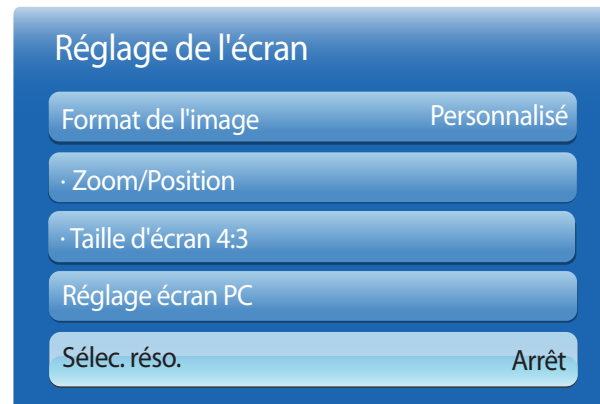 Réglage de l'écran
Format de l'image Personnalisé
· Zoom/Position
· Taille d'écran 4:3
Réglage écran PC
Sélec. réso. Arrêt